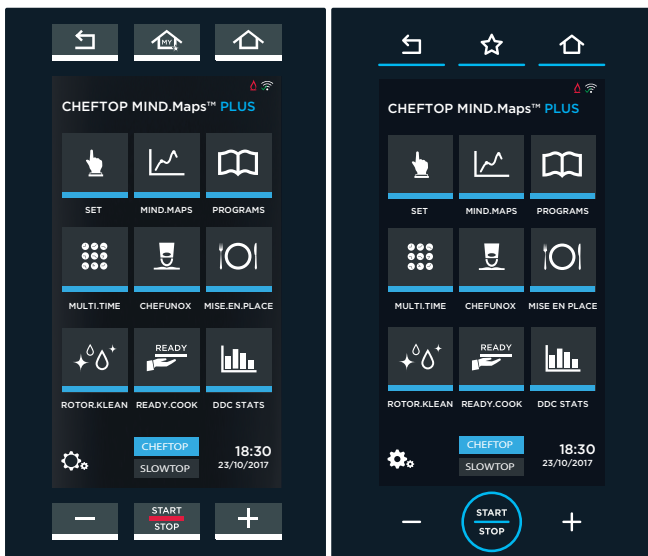 MY
CHEFTOP MIND.Maps™ PLUS
SET MIND.MAPS PROGRAMS
MULTI.TIME CHEFUNOX MISE.EN.PLACE
READY
ROTOR.KLEAN READY.COOK DDC STATS
CHEFTOP
18:30
SLOWTOP
23/10/2017
START
STOP
CHEFTOP MIND.Maps™ PLUS
SET MIND.MAPS PROGRAMS
MULTI.TIME CHEFUNOX MISE EN PLACE
READY
ROTOR.KLEAN READY.COOK DDC STATS
CHEFTOP
18:30
SLOWTOP
23/10/2017
START
STOP